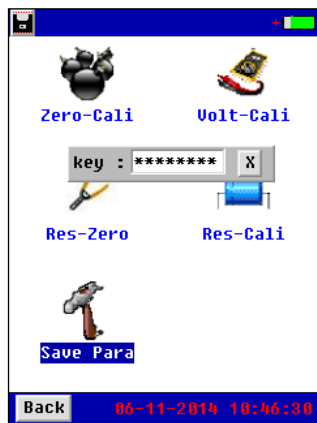 +
Zero-Cali
Volt-Cali
key : ******** X
Res-Zero
Res-Cali
Save Para
Back 06-11-2014 10:46:30